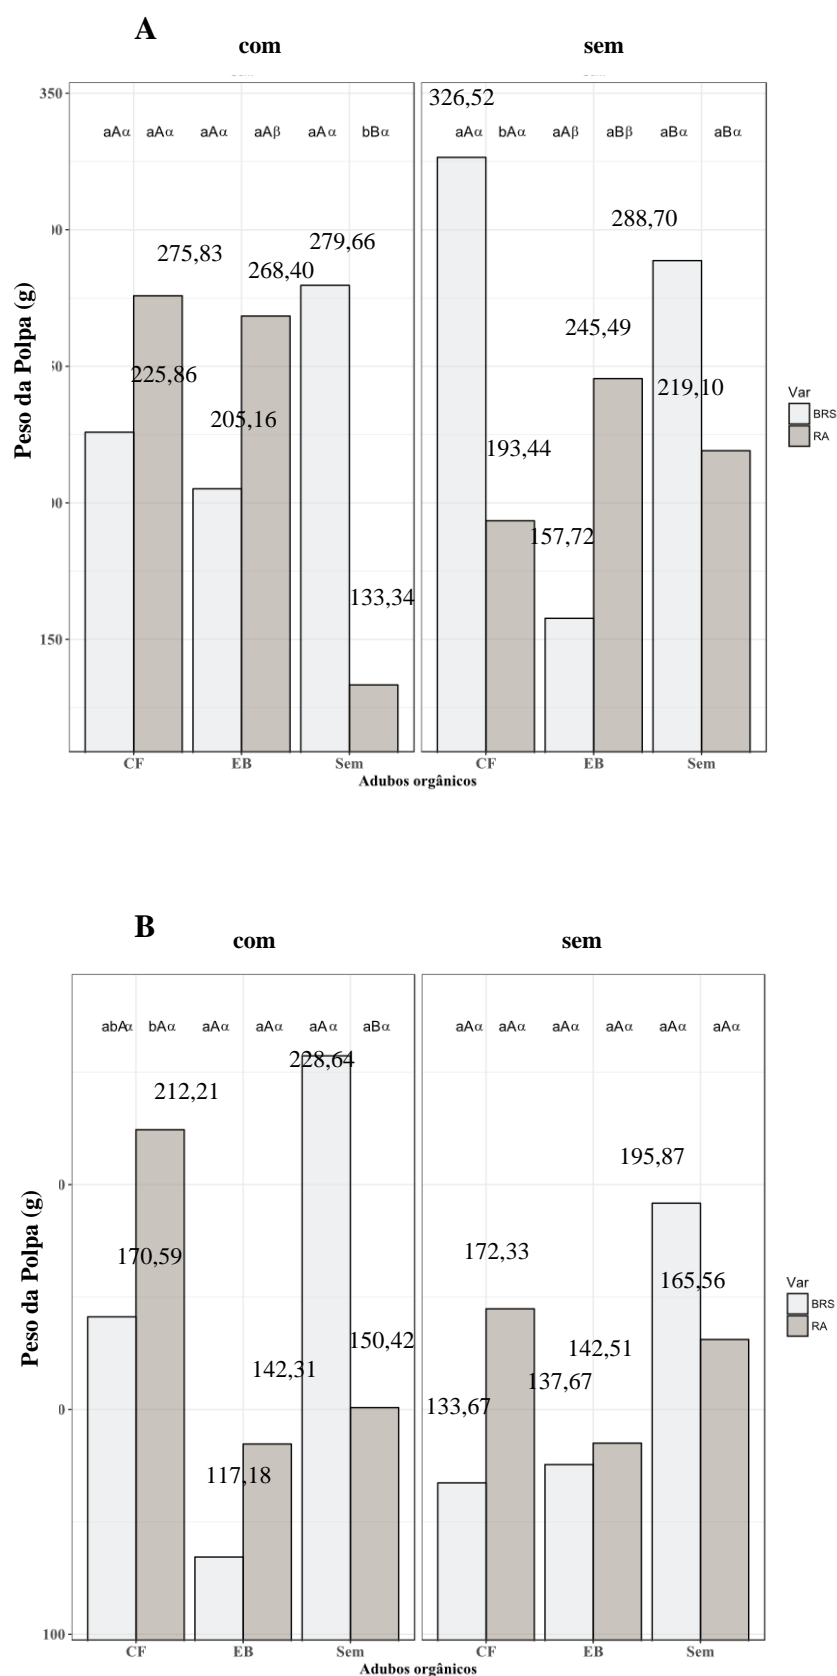 A
com
sem
326,52
350
aAα aAα aAα aAβ aAα bBα
aAα bAα aAβ aBβ aBα aBα
288,70
275,83
279,66
268,40
245,49
225,86
205,16
219,10
193,44
157,72
133,34
150
Peso da Polpa (g)
Var
BRS
RA
CF EB Sem
CF EB Sem
Adubos orgânicos
B
com
sem
abAα bAα aAα aAα aAα aBα
aAα aAα aAα aAα aAα aAα
228,64
212,21
195,87
170,59
172,33
165,56
150,42
142,31
142,51
137,67
133,67
117,18
100
Peso da Polpa (g)
Var
BRS
RA
CF EB Sem
CF EB Sem
Adubos orgânicos